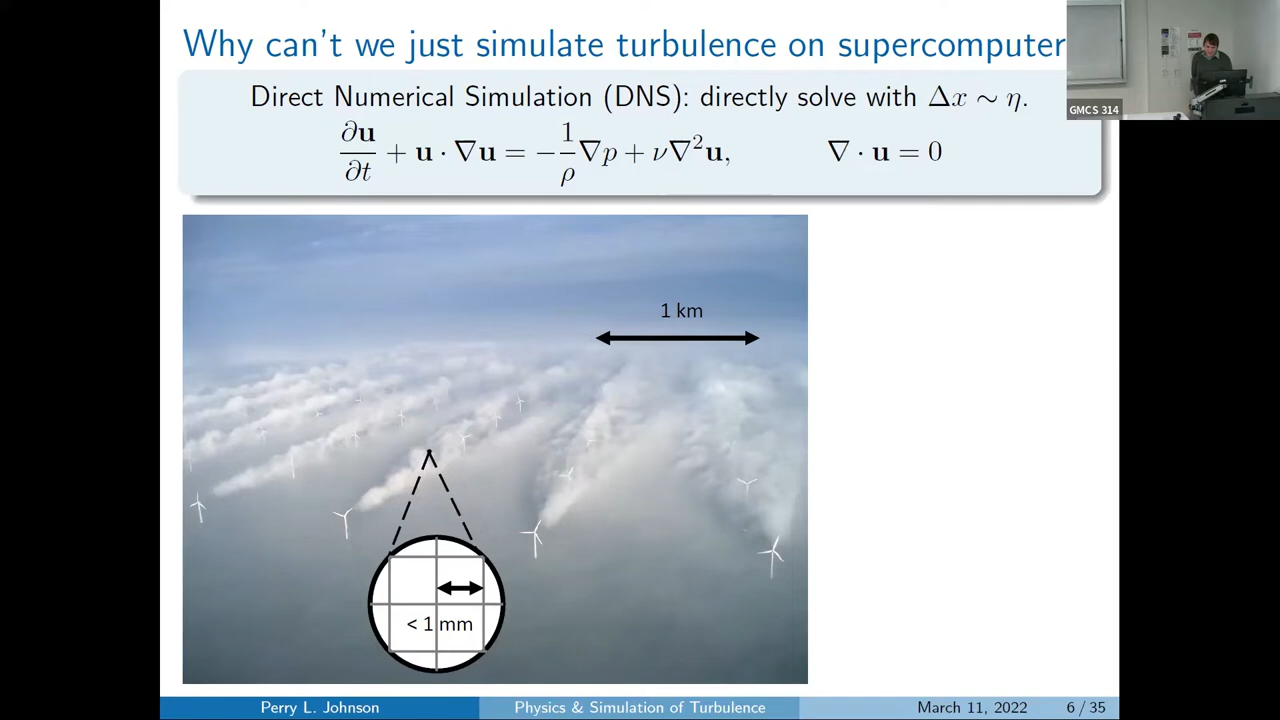 Why can't we just simulate turbulence on supercomputer
GMCS 314
Direct Numerical Simulation (DNS): directly solve with Δx ∼ η.
∂u/∂t + u · ∇u = −1/ρ ∇p + ν∇²u, ∇ · u = 0
1 km
< 1 mm
Perry L. Johnson Physics & Simulation of Turbulence March 11, 2022 6 / 35